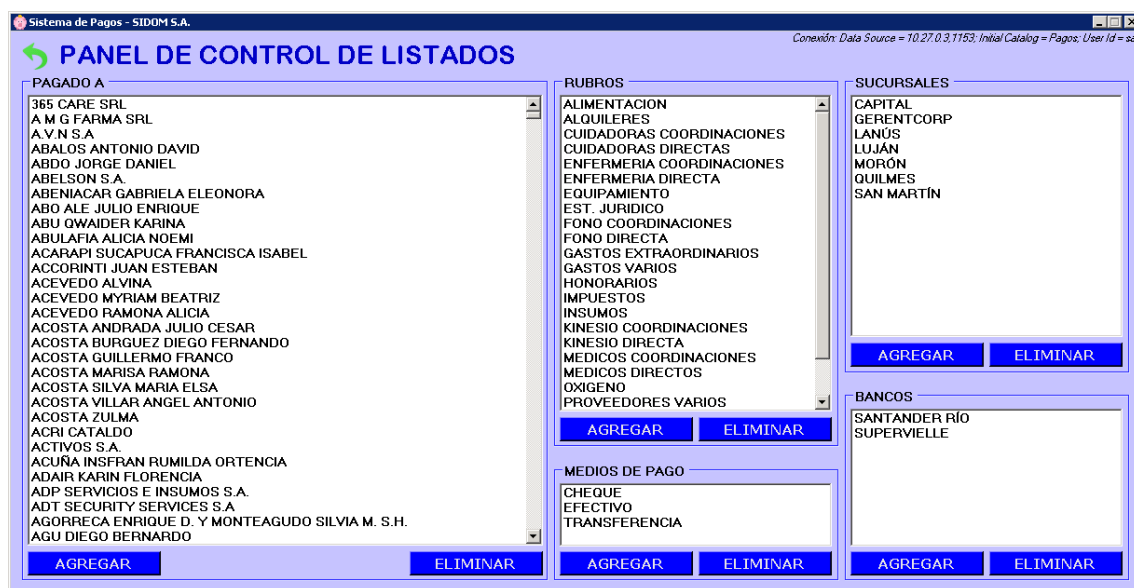 Sistema de Pagos - SIDOM S.A.
Conexión: Data Source = 10.27.0.3,1153; Initial Catalog = Pagos; User Id = sa
PANEL DE CONTROL DE LISTADOS
PAGADO A
365 CARE SRL
A M G FARMA SRL
A.V.N S.A
ABALOS ANTONIO DAVID
ABDO JORGE DANIEL
ABELSON S.A.
ABENIACAR GABRIELA ELEONORA
ABO ALE JULIO ENRIQUE
ABU QWAIDER KARINA
ABULAFIA ALICIA NOEMI
ACARAPI SUCAPUCA FRANCISCA ISABEL
ACCORINTI JUAN ESTEBAN
ACEVEDO ALVINA
ACEVEDO MYRIAM BEATRIZ
ACEVEDO RAMONA ALICIA
ACOSTA ANDRADA JULIO CESAR
ACOSTA BURGUEZ DIEGO FERNANDO
ACOSTA GUILLERMO FRANCO
ACOSTA MARISA RAMONA
ACOSTA SILVA MARIA ELSA
ACOSTA VILLAR ANGEL ANTONIO
ACOSTA ZULMA
ACRI CATALDO
ACTIVOS S.A.
ACUÑA INSFRAN RUMILDA ORTENCIA
ADAIR KARIN FLORENCIA
ADP SERVICIOS E INSUMOS S.A.
ADT SECURITY SERVICES S.A
AGORRECA ENRIQUE D. Y MONTEAGUDO SILVIA M. S.H.
AGU DIEGO BERNARDO
AGREGAR
ELIMINAR
RUBROS
ALIMENTACION
ALQUILERES
CUIDADORAS COORDINACIONES
CUIDADORAS DIRECTAS
ENFERMERIA COORDINACIONES
ENFERMERIA DIRECTA
EQUIPAMIENTO
EST. JURIDICO
FONO COORDINACIONES
FONO DIRECTA
GASTOS EXTRAORDINARIOS
GASTOS VARIOS
HONORARIOS
IMPUESTOS
INSUMOS
KINESIO COORDINACIONES
KINESIO DIRECTA
MEDICOS COORDINACIONES
MEDICOS DIRECTOS
OXIGENO
PROVEEDORES VARIOS
AGREGAR
ELIMINAR
MEDIOS DE PAGO
CHEQUE
EFECTIVO
TRANSFERENCIA
AGREGAR
ELIMINAR
SUCURSALES
CAPITAL
GERENTCORP
LANÚS
LUJÁN
MORÓN
QUILMES
SAN MARTÍN
AGREGAR
ELIMINAR
BANCOS
SANTANDER RÍO
SUPERVIELLE
AGREGAR
ELIMINAR